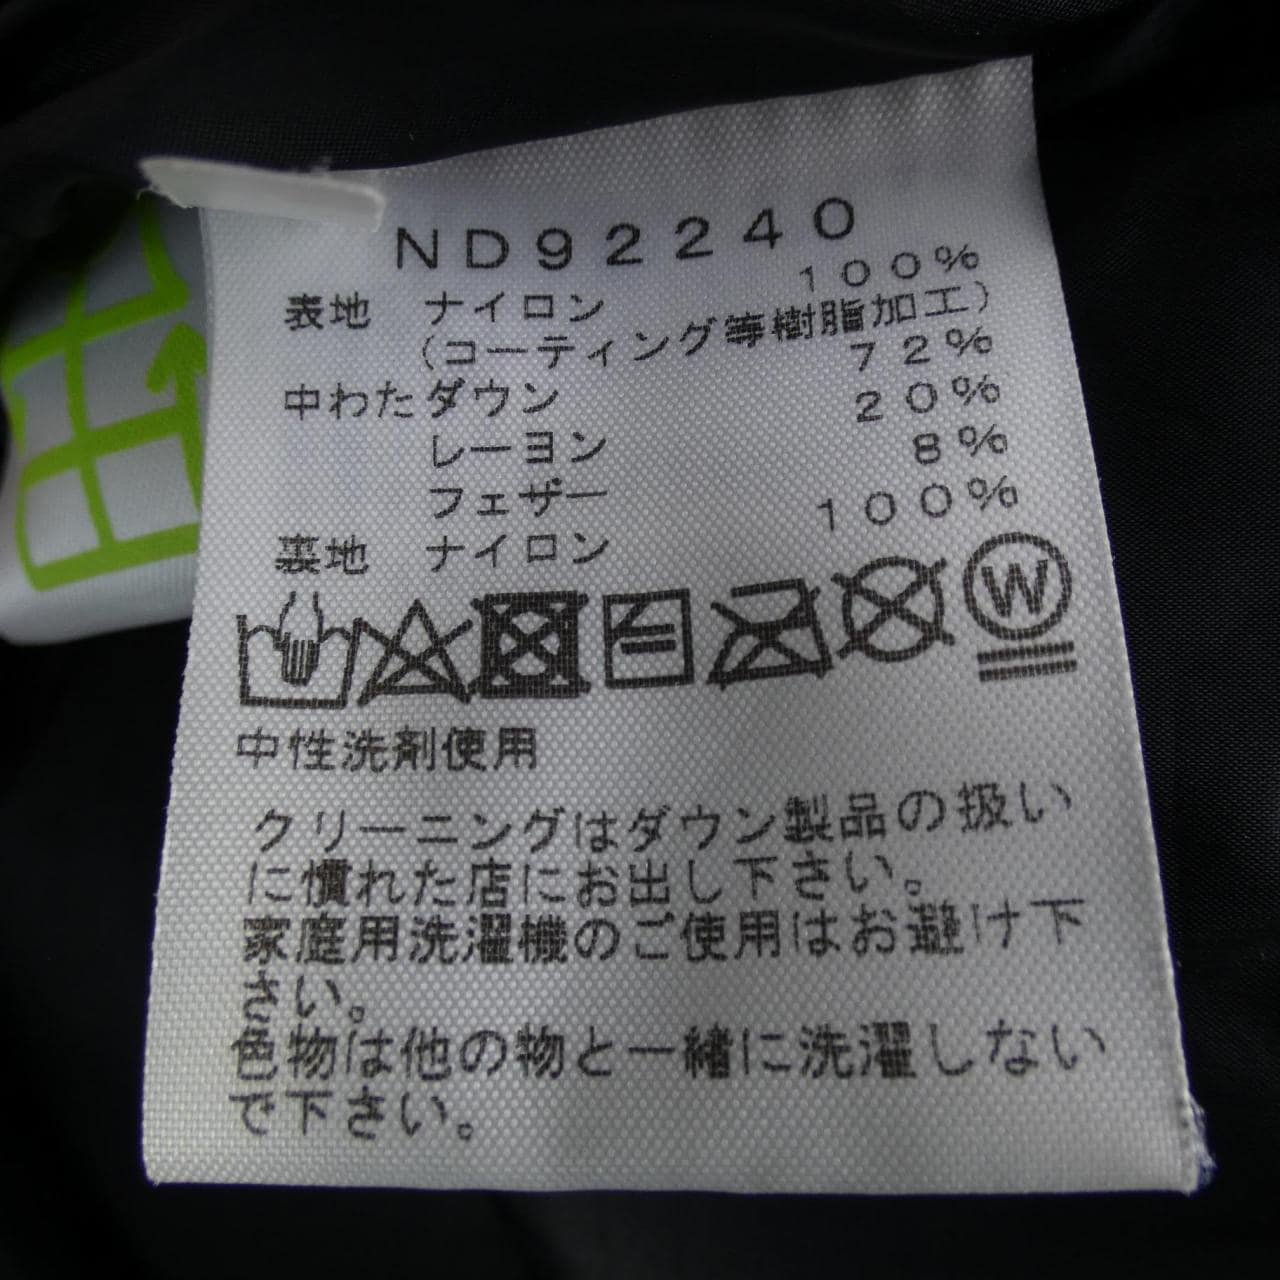 ND92240
表地 ナイロン 100%
(コーティング等樹脂加工)
中わたダウン 72%
レーヨン 20%
フェザー 8%
裏地 ナイロン 100%
W
中性洗剤使用
クリーニングはダウン製品の扱い
に慣れた店にお出し下さい。
家庭用洗濯機のご使用はお避け下
さい。
色物は他の物と一緒に洗濯しない
で下さい。